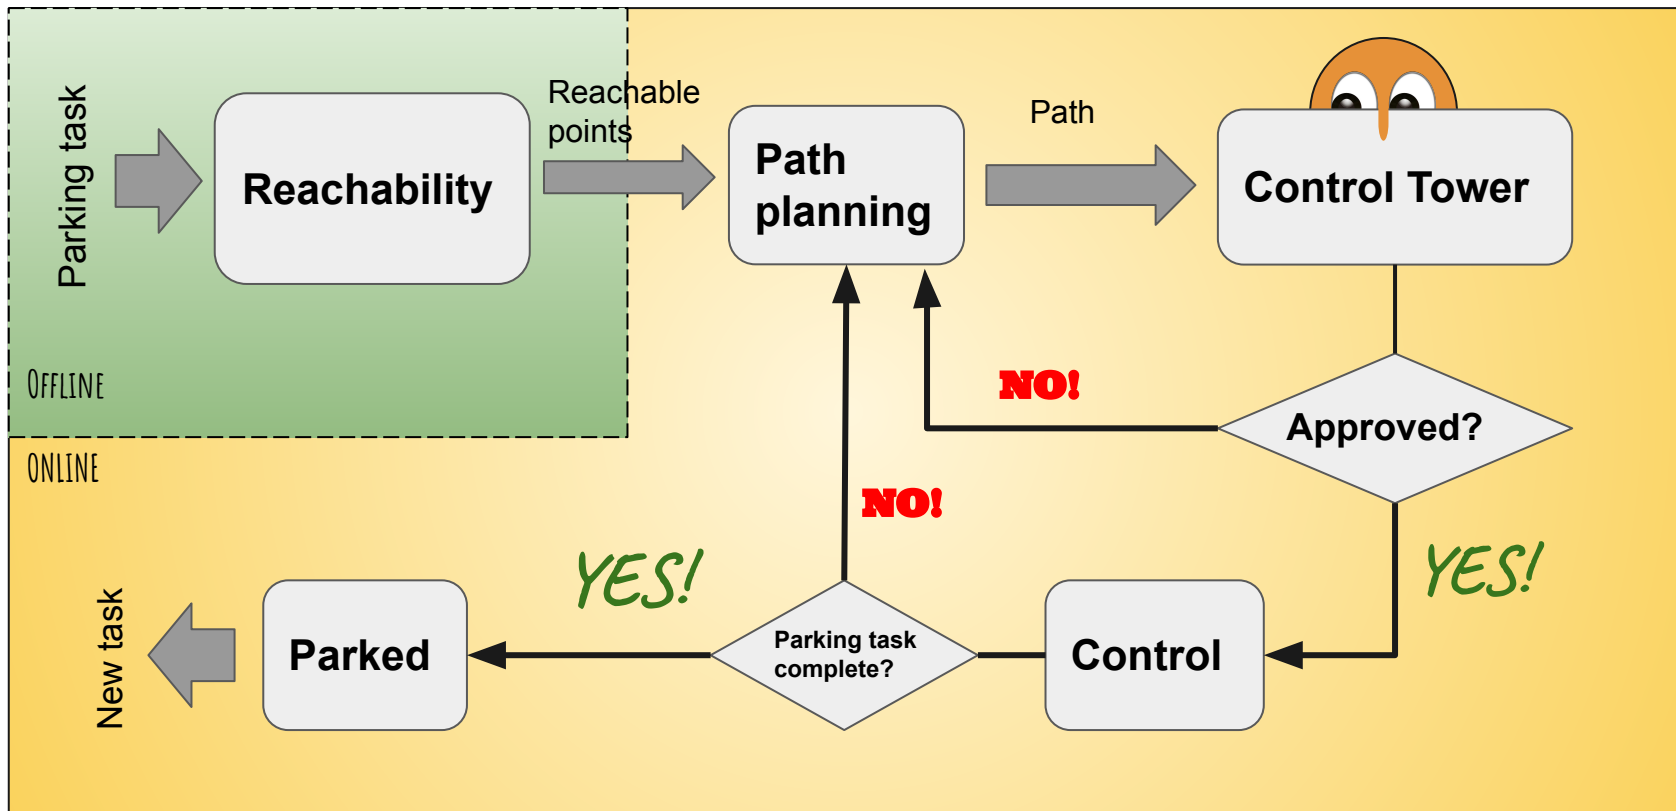 Parking task
Reachability
Reachable
points
Path
planning
Path
Control Tower
OFFLINE
ONLINE
NO!
Approved?
NO!
YES!
YES!
New task
Parked
Parking task
complete?
Control